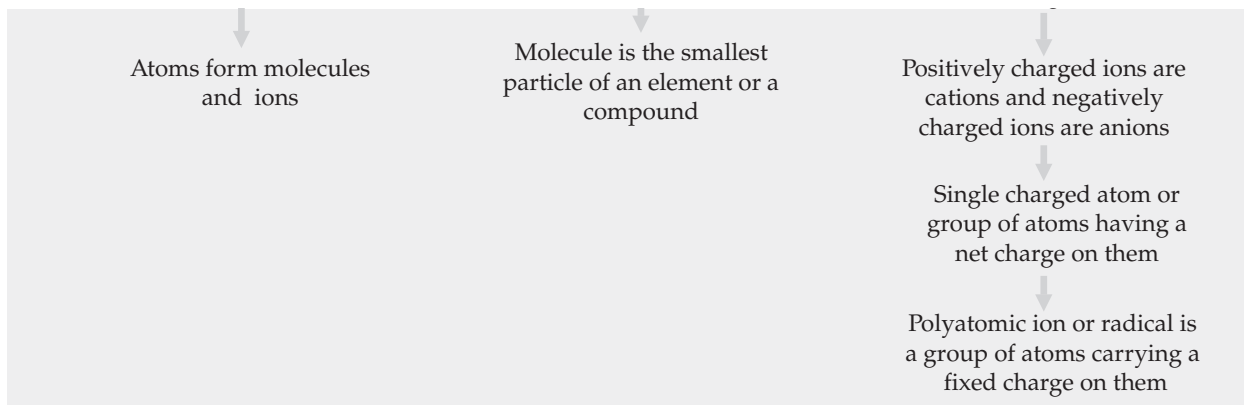 Atoms form molecules
and ions
Molecule is the smallest
particle of an element or a
compound
Positively charged ions are
cations and negatively
charged ions are anions
Single charged atom or
group of atoms having a
net charge on them
Polyatomic ion or radical is
a group of atoms carrying a
fixed charge on them